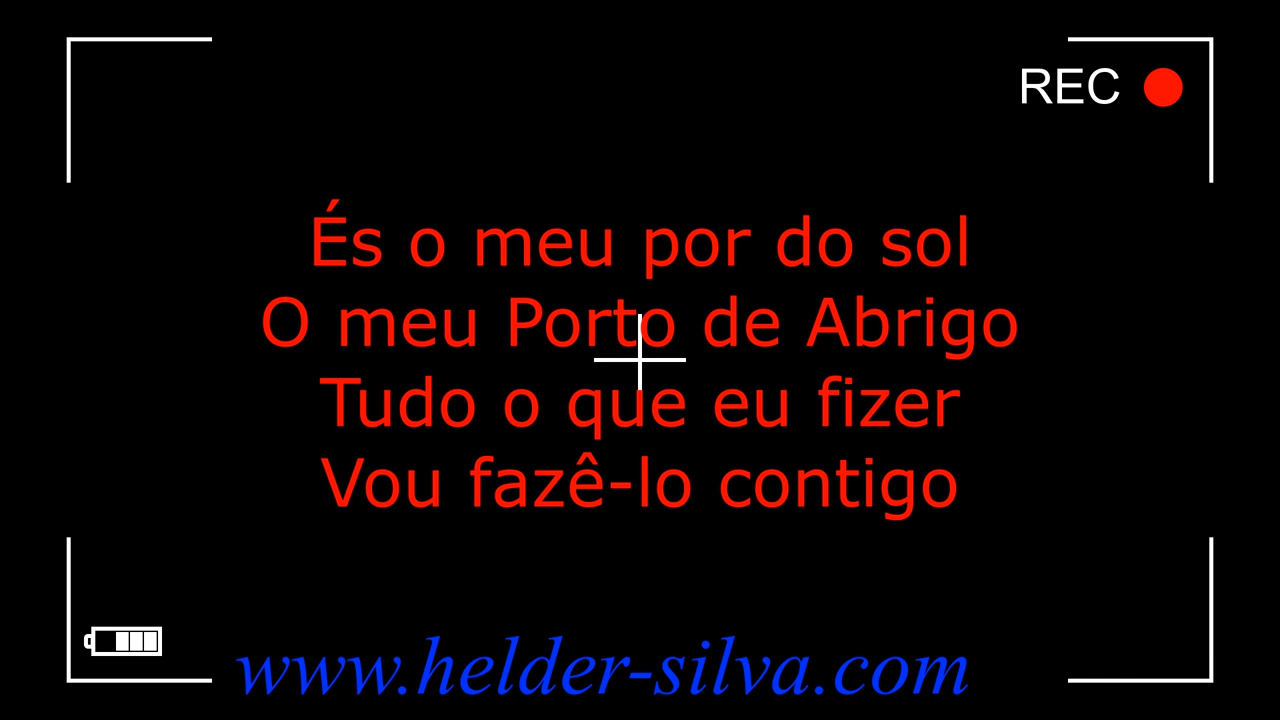 REC
És o meu por do sol
O meu Porto de Abrigo
Tudo o que eu fizer
Vou fazê-lo contigo
www.helder-silva.com